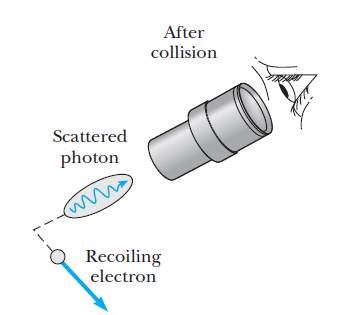 After
collision
Scattered
photon
Recoiling
electron